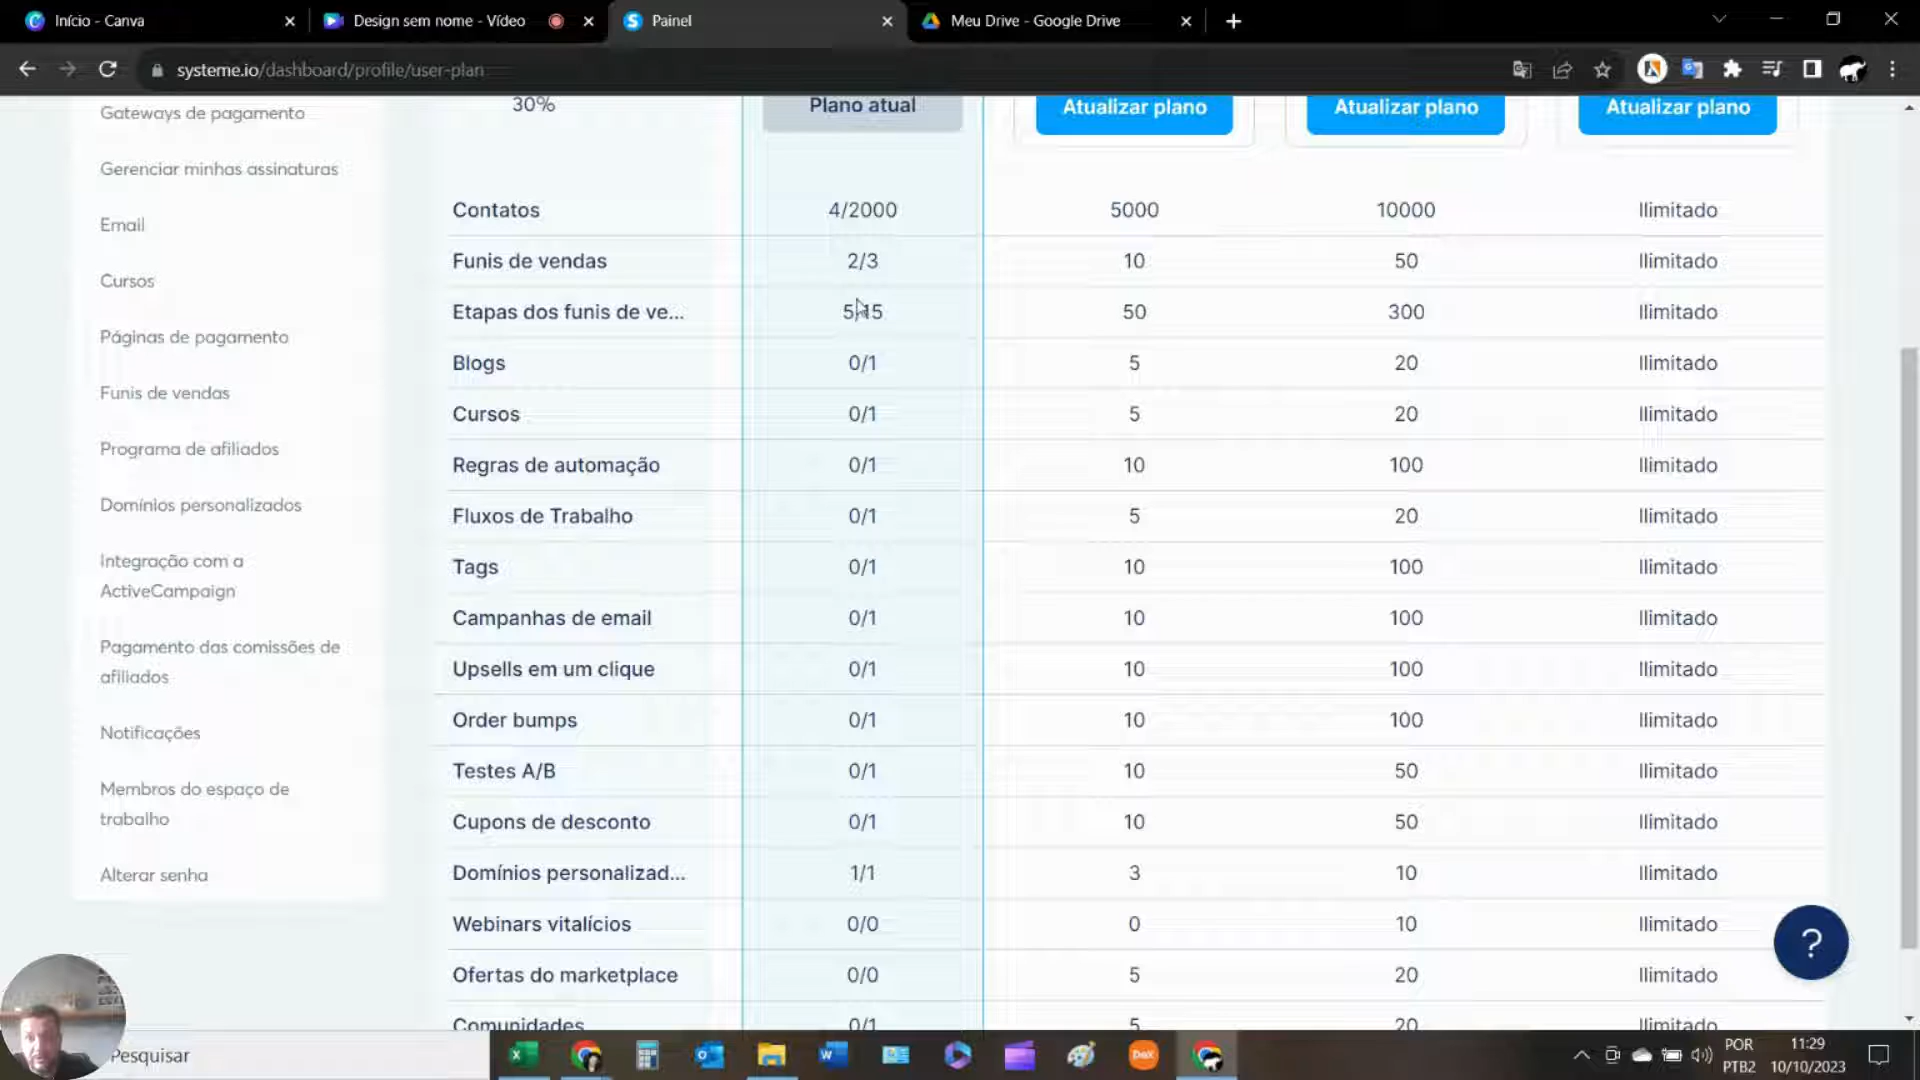 Início - Canva
Design sem nome - Vídeo
Painel
Meu Drive - Google Drive
systeme.io/dashboard/profile/user-plan
Gateways de pagamento
Gerenciar minhas assinaturas
Email
Cursos
Páginas de pagamento
Funis de vendas
Programa de afiliados
Domínios personalizados
Integração com a
ActiveCampaign
Pagamento das comissões de
afiliados
Notificações
Membros do espaço de
trabalho
Alterar senha
30% Plano atual Atualizar plano Atualizar plano Atualizar plano
Contatos 4/2000 5000 10000 Ilimitado
Funis de vendas 2/3 10 50 Ilimitado
Etapas dos funis de ve... 5/15 50 300 Ilimitado
Blogs 0/1 5 20 Ilimitado
Cursos 0/1 5 20 Ilimitado
Regras de automação 0/1 10 100 Ilimitado
Fluxos de Trabalho 0/1 5 20 Ilimitado
Tags 0/1 10 100 Ilimitado
Campanhas de email 0/1 10 100 Ilimitado
Upsells em um clique 0/1 10 100 Ilimitado
Order bumps 0/1 10 100 Ilimitado
Testes A/B 0/1 10 50 Ilimitado
Cupons de desconto 0/1 10 50 Ilimitado
Domínios personalizad... 1/1 3 10 Ilimitado
Webinars vitalícios 0/0 0 10 Ilimitado
Ofertas do marketplace 0/0 5 20 Ilimitado
Comunidades 0/1 5 20 Ilimitado
?
Pesquisar
POR
PTB2
11:29
10/10/2023